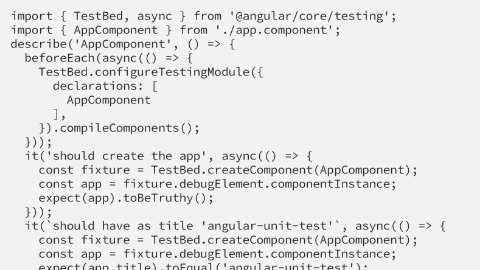 import { TestBed, async } from '@angular/core/testing';
import { AppComponent } from './app.component';
describe('AppComponent', () => {
  beforeEach(async(() => {
    TestBed.configureTestingModule({
      declarations: [
        AppComponent
      ],
    }).compileComponents();
  }));
  it('should create the app', async(() => {
    const fixture = TestBed.createComponent(AppComponent);
    const app = fixture.debugElement.componentInstance;
    expect(app).toBeTruthy();
  }));
  it(`should have as title 'angular-unit-test'`, async(() => {
    const fixture = TestBed.createComponent(AppComponent);
    const app = fixture.debugElement.componentInstance;
    expect(app.title).toEqual('angular-unit-test');